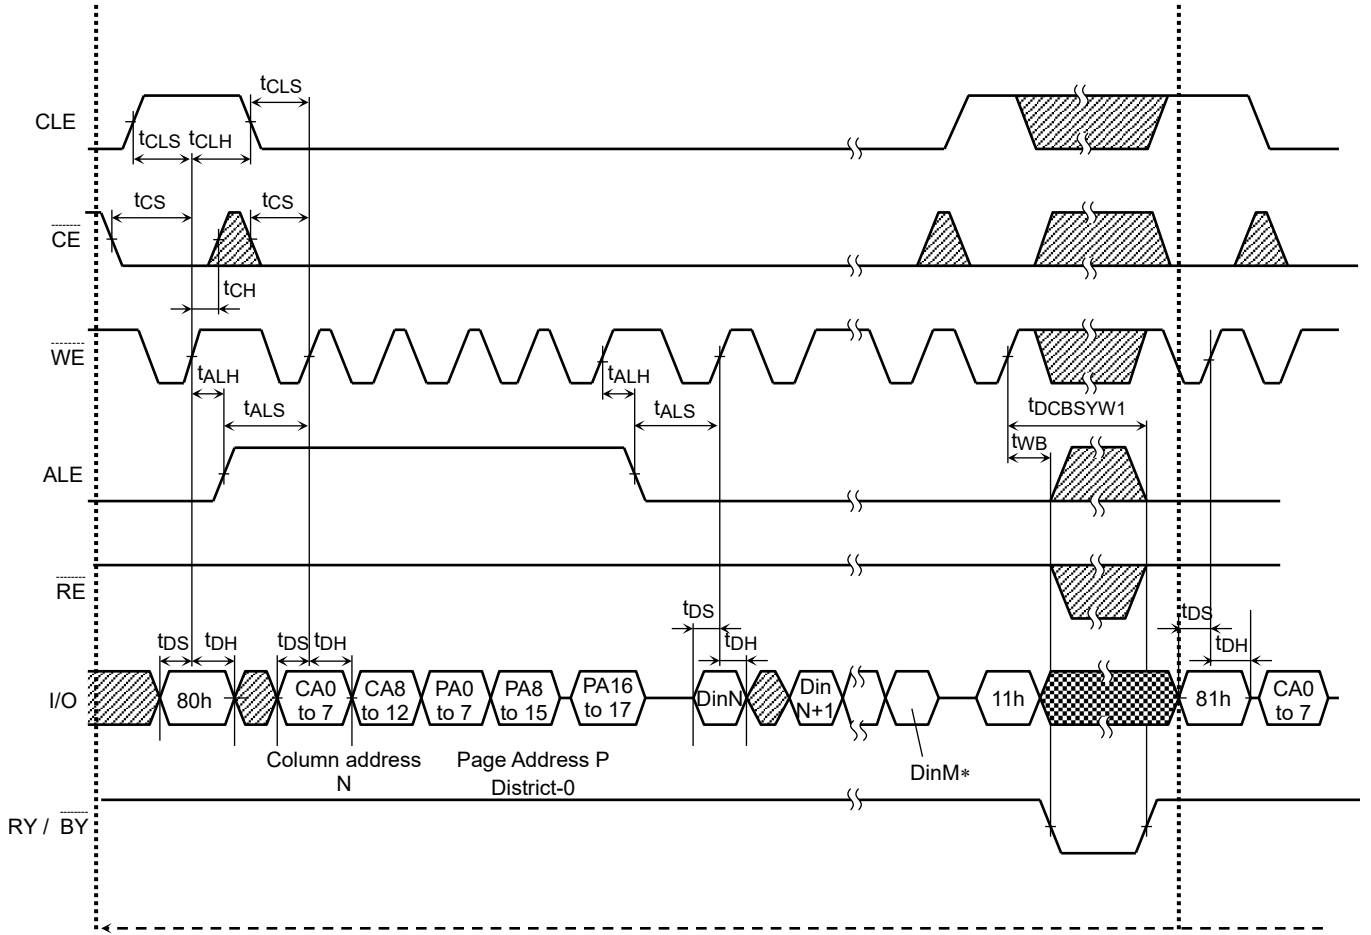 tCLS
CLE
tCLS tCLH
tCS tCS
CE
tCH
WE
tALH tALH
tALS tALS tDCBSYW1
tWB
ALE
RE
tDS tDS
tDS tDH tDS tDH tDH tDH
I/O 80h CA0 to 7 CA8 to 12 PA0 to 7 PA8 to 15 PA16 to 17 DinN Din N+1 11h 81h CA0 to 7
Column address N
Page Address P
District-0
DinM*
RY / BY